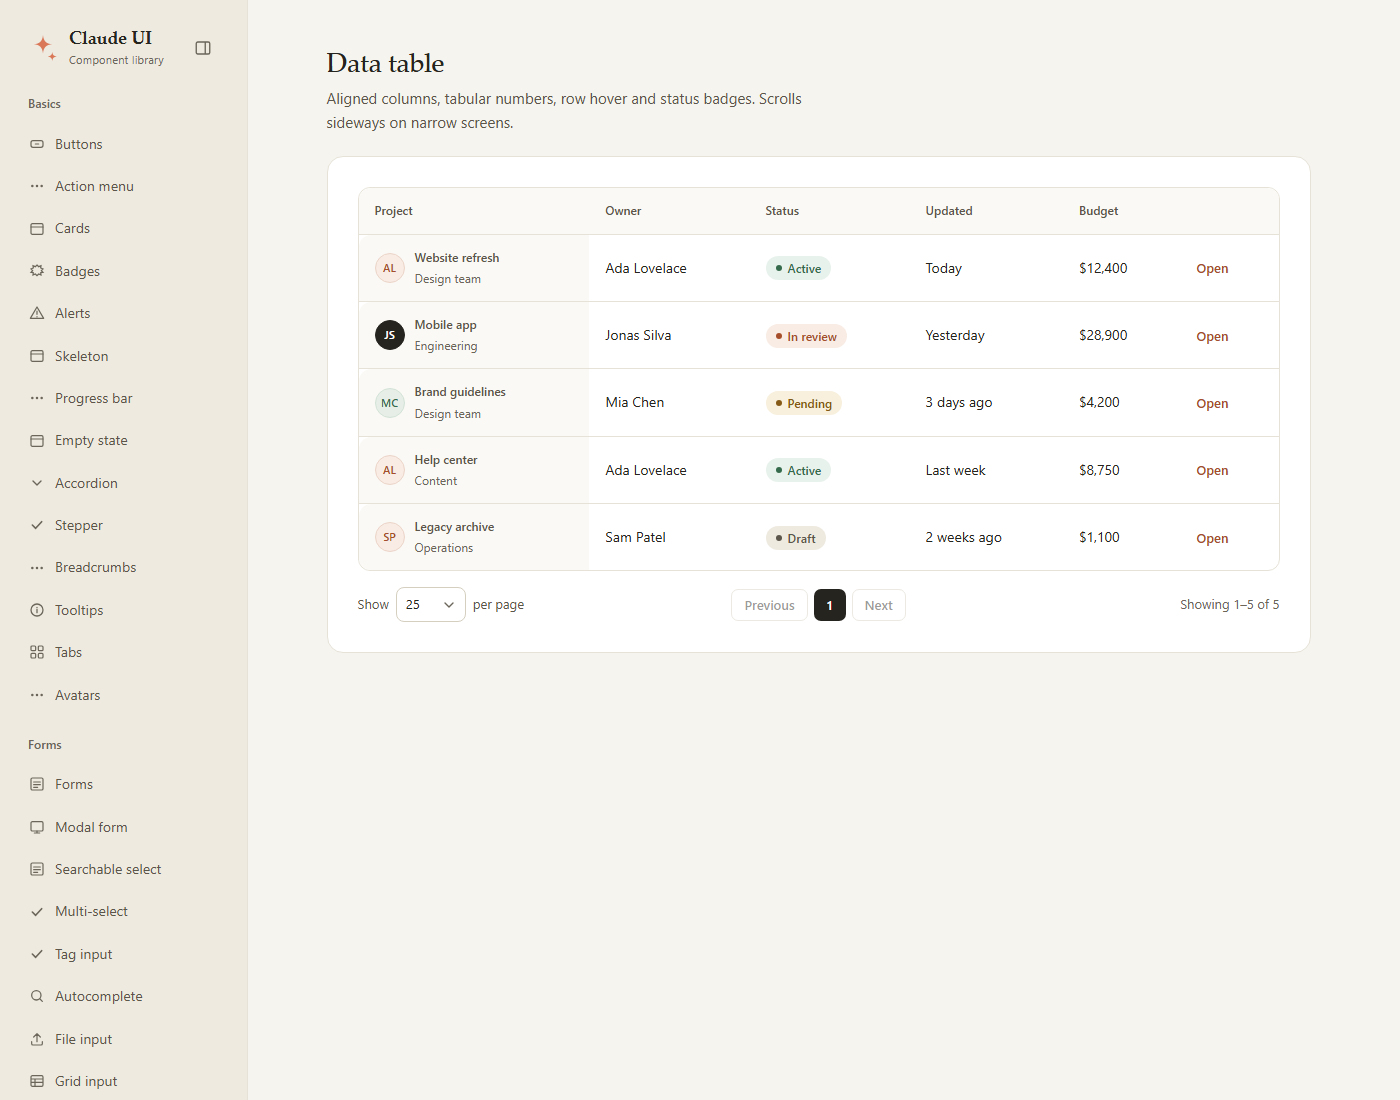 Claude UI
Component library
Basics
Buttons
Action menu
Cards
Badges
Alerts
Skeleton
Progress bar
Empty state
Accordion
Stepper
Breadcrumbs
Tooltips
Tabs
Avatars
Forms
Forms
Modal form
Searchable select
Multi-select
Tag input
Autocomplete
File input
Grid input
Data table
Aligned columns, tabular numbers, row hover and status badges. Scrolls
sideways on narrow screens.
Project Owner Status Updated Budget
AL Website refresh Design team Ada Lovelace Active Today $12,400 Open
JS Mobile app Engineering Jonas Silva In review Yesterday $28,900 Open
MC Brand guidelines Design team Mia Chen Pending 3 days ago $4,200 Open
AL Help center Content Ada Lovelace Active Last week $8,750 Open
SP Legacy archive Operations Sam Patel Draft 2 weeks ago $1,100 Open
Show 25 per page Previous 1 Next Showing 1–5 of 5